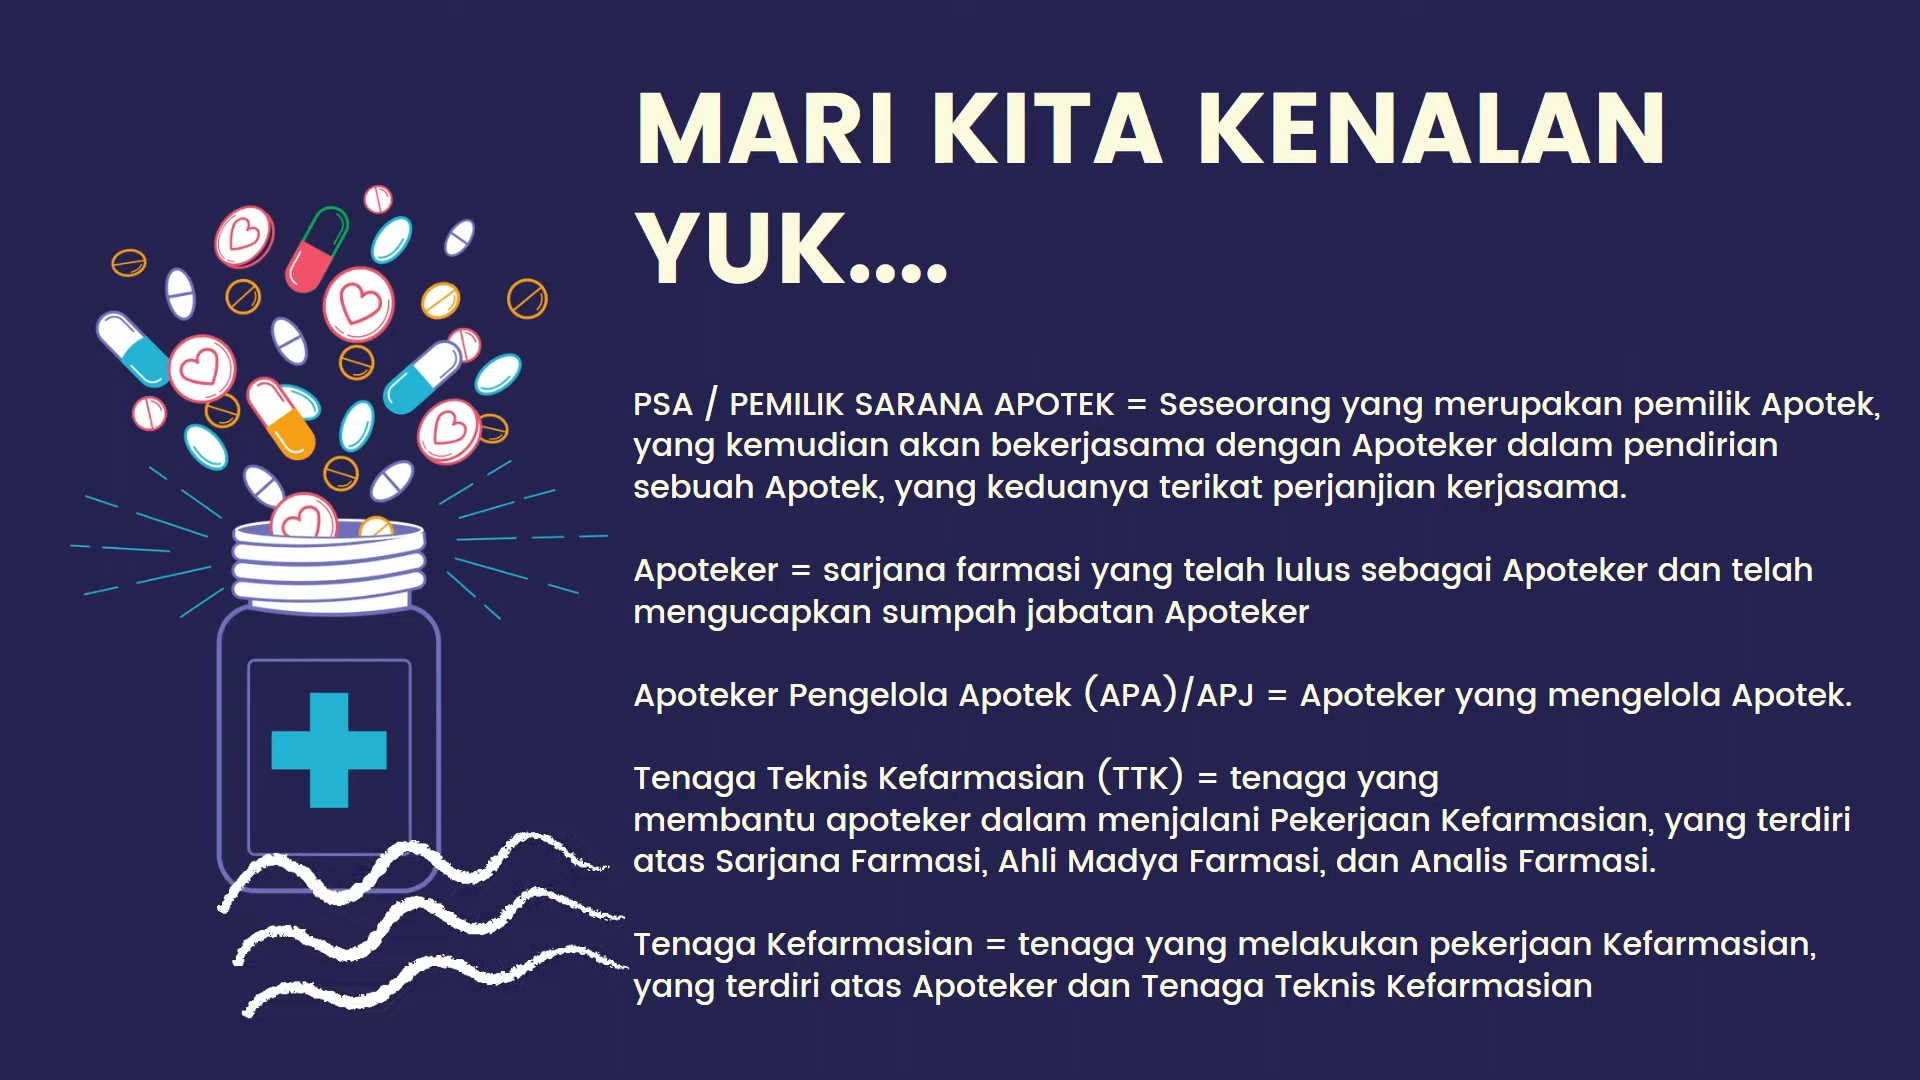 MARI KITA KENALAN
YUK....
PSA / PEMILIK SARANA APOTEK = Seseorang yang merupakan pemilik Apotek,
yang kemudian akan bekerjasama dengan Apoteker dalam pendirian
sebuah Apotek, yang keduanya terikat perjanjian kerjasama.
Apoteker = sarjana farmasi yang telah lulus sebagai Apoteker dan telah
mengucapkan sumpah jabatan Apoteker
Apoteker Pengelola Apotek (APA)/APJ = Apoteker yang mengelola Apotek.
Tenaga Teknis Kefarmasian (TTK) = tenaga yang
membantu apoteker dalam menjalani Pekerjaan Kefarmasian, yang terdiri
atas Sarjana Farmasi, Ahli Madya Farmasi, dan Analis Farmasi.
Tenaga Kefarmasian = tenaga yang melakukan pekerjaan Kefarmasian,
yang terdiri atas Apoteker dan Tenaga Teknis Kefarmasian